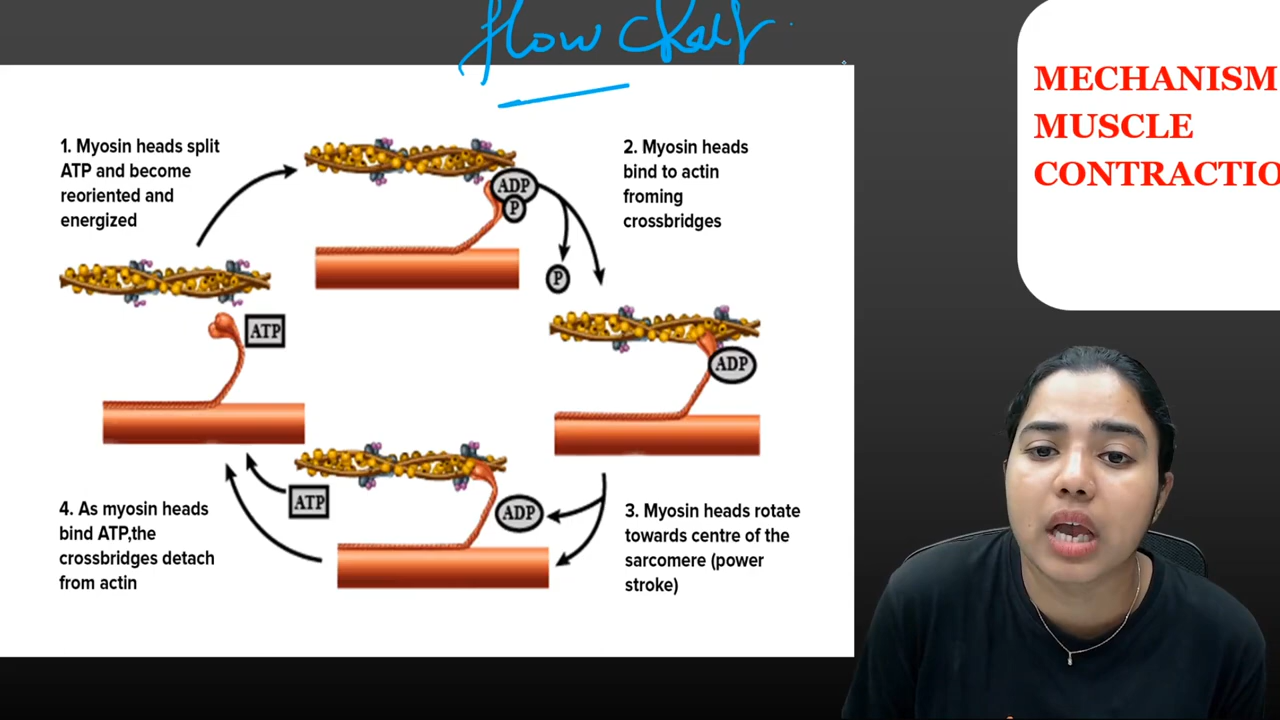 flow chart
MECHANISM
MUSCLE
CONTRACTIO
1. Myosin heads split
ATP and become
reoriented and
energized
2. Myosin heads
bind to actin
froming
crossbridges
ADP
P
P
ATP
ADP
ATP
ADP
4. As myosin heads
bind ATP,the
crossbridges detach
from actin
3. Myosin heads rotate
towards centre of the
sarcomere (power
stroke)